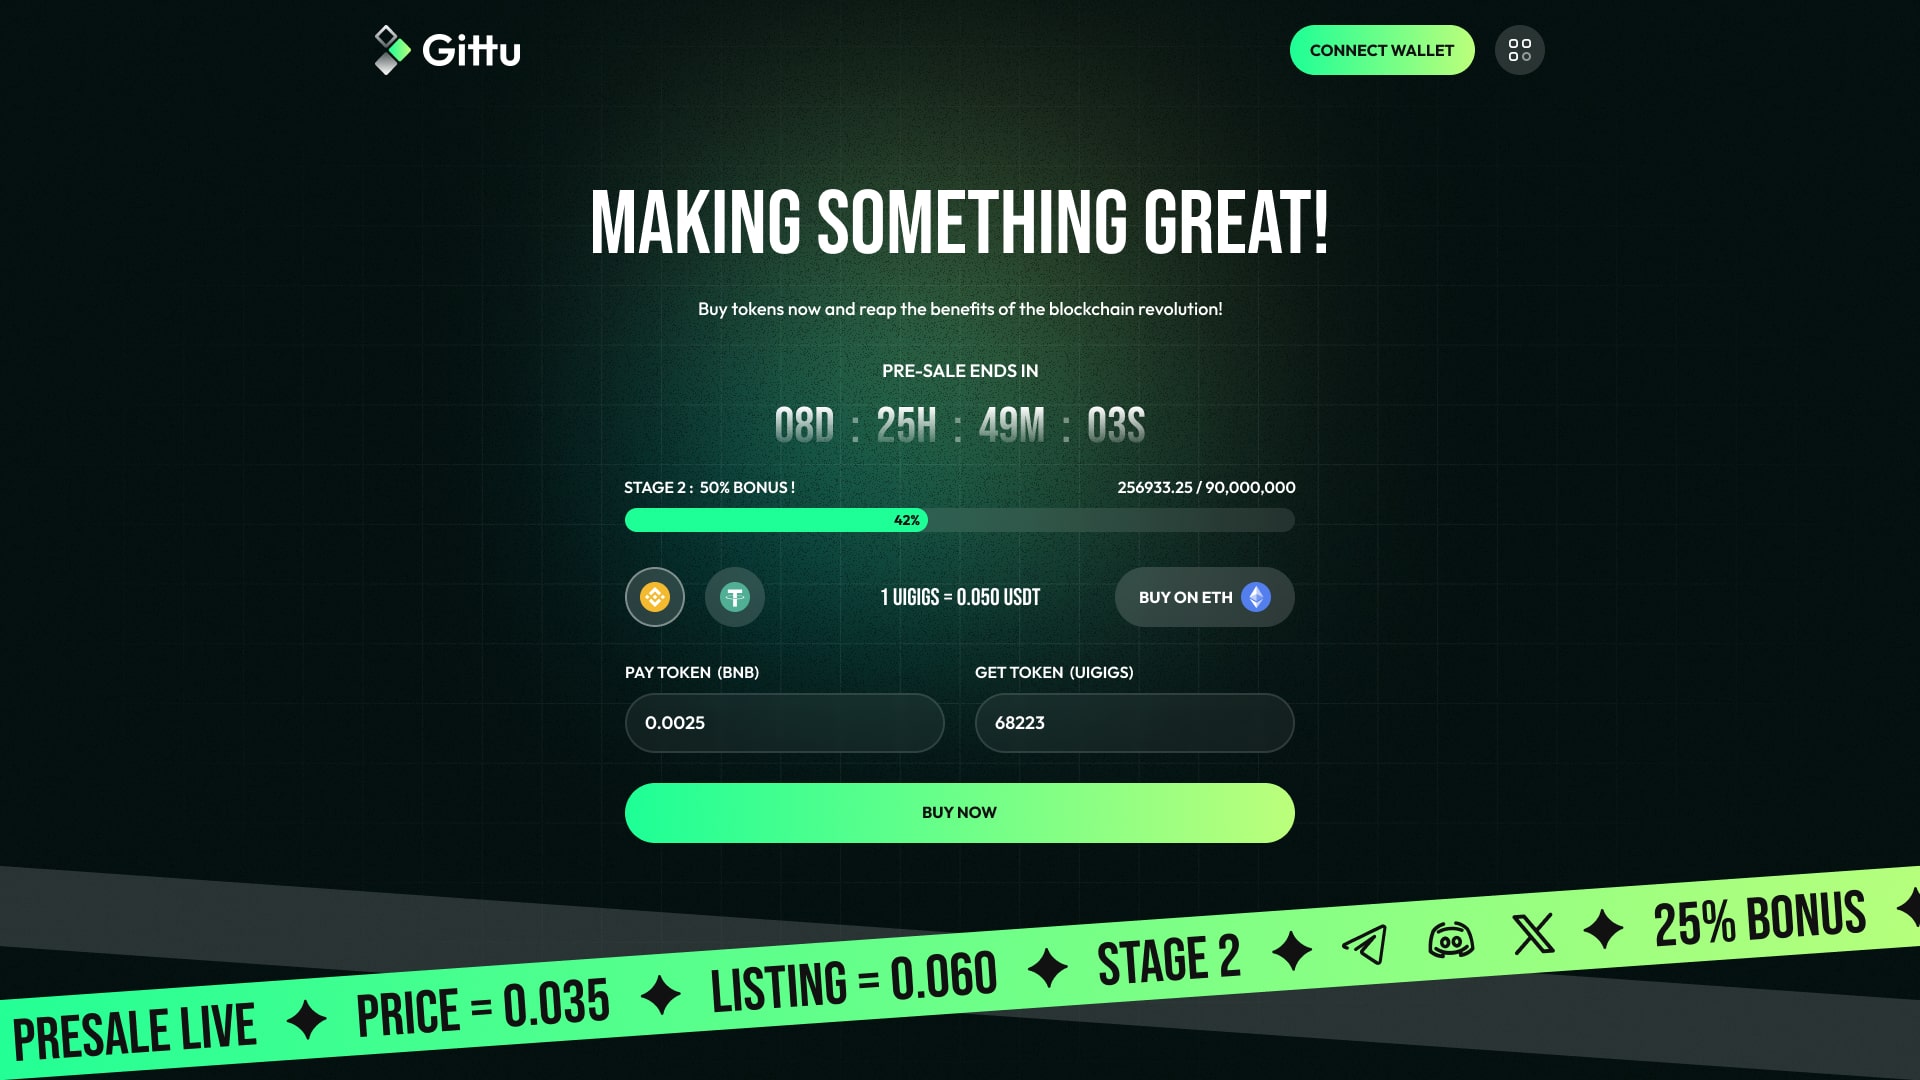 Gittu
CONNECT WALLET
MAKING SOMETHING GREAT!
Buy tokens now and reap the benefits of the blockchain revolution!
PRE-SALE ENDS IN
08D : 25H : 49M : 03S
STAGE 2 : 50% BONUS !
256933.25 / 90,000,000
42%
1 UIGIGS = 0.050 USDT
BUY ON ETH
PAY TOKEN (BNB)
GET TOKEN (UIGIGS)
0.0025
68223
BUY NOW
PRESALE LIVE ✦ PRICE = 0.035 ✦ LISTING = 0.060 ✦ STAGE 2 ✦ ✦ 25% BONUS ✦